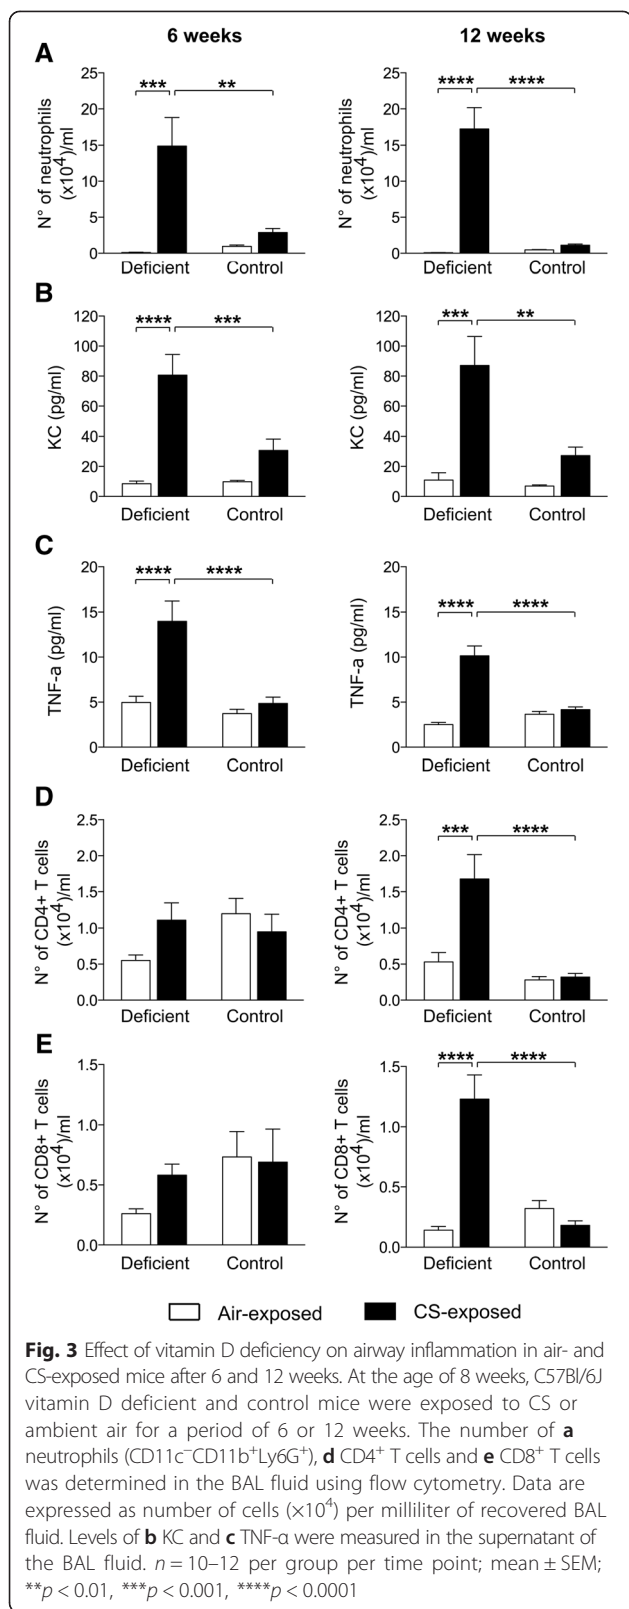 6 weeks
12 weeks
A
25
20
15
10
5
0
N° of neutrophils
(x10⁴)/ml
***
**
Deficient
Control
25
20
15
10
5
0
N° of neutrophils
(x10⁴)/ml
****
****
Deficient
Control
B
120
100
80
60
40
20
0
KC (pg/ml)
****
***
Deficient
Control
120
100
80
60
40
20
0
KC (pg/ml)
***
**
Deficient
Control
C
20
15
10
5
0
TNF-a (pg/ml)
****
****
Deficient
Control
20
15
10
5
0
TNF-a (pg/ml)
****
****
Deficient
Control
D
2.5
2.0
1.5
1.0
0.5
0.0
N° of CD4+ T cells
(x10⁴)/ml
Deficient
Control
2.5
2.0
1.5
1.0
0.5
0.0
N° of CD4+ T cells
(x10⁴)/ml
***
****
Deficient
Control
E
1.5
1.0
0.5
0.0
N° of CD8+ T cells
(x10⁴)/ml
Deficient
Control
1.5
1.0
0.5
0.0
N° of CD8+ T cells
(x10⁴)/ml
****
****
Deficient
Control
Air-exposed
CS-exposed
Fig. 3 Effect of vitamin D deficiency on airway inflammation in air- and
CS-exposed mice after 6 and 12 weeks. At the age of 8 weeks, C57Bl/6J
vitamin D deficient and control mice were exposed to CS or
ambient air for a period of 6 or 12 weeks. The number of a
neutrophils (CD11c⁻CD11b⁺Ly6G⁺), d CD4⁺ T cells and e CD8⁺ T cells
was determined in the BAL fluid using flow cytometry. Data are
expressed as number of cells (×10⁴) per milliliter of recovered BAL
fluid. Levels of b KC and c TNF-α were measured in the supernatant of
the BAL fluid. n = 10–12 per group per time point; mean ± SEM;
**p < 0.01, ***p < 0.001, ****p < 0.0001